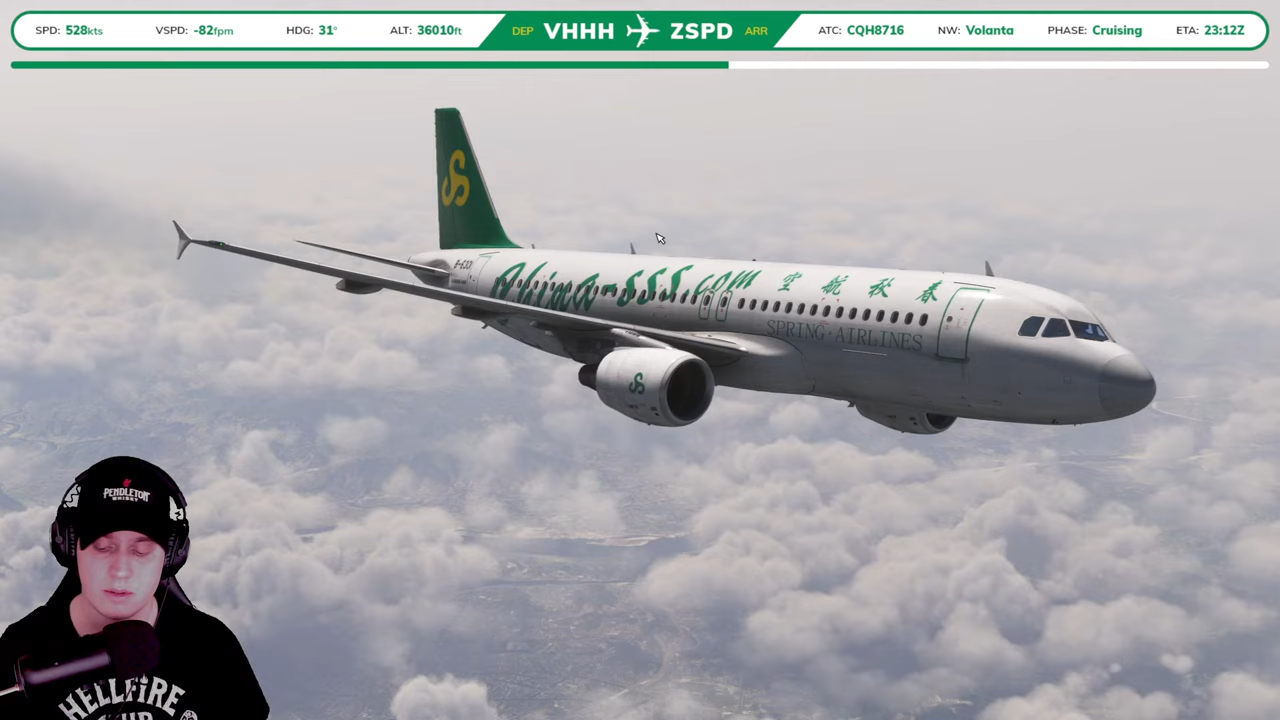 SPD: 528kts VSPD: -82fpm HDG: 31° ALT: 36010ft DEP VHHH ZSPD ARR ATC: CQH8716 NW: Volanta PHASE: Cruising ETA: 23:12Z
China-sss.com 空航秋春
SPRING AIRLINES
PENDLETON
WHISKY
HELLFIRE